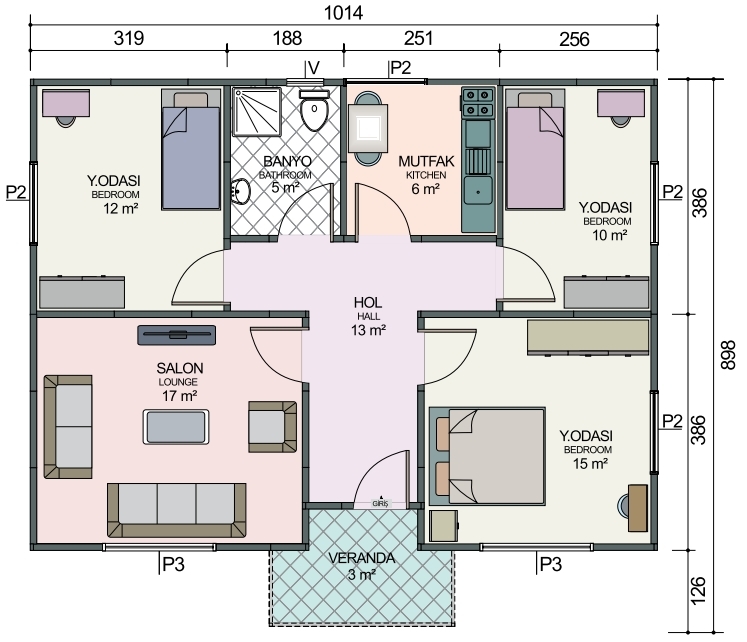 1014
319
188
251
256
V
P2
P2
Y.ODASI
BEDROOM
12 m²
BANYO
BATHROOM
5 m²
MUTFAK
KITCHEN
6 m²
Y.ODASI
BEDROOM
10 m²
P2
386
HOL
HALL
13 m²
898
SALON
LOUNGE
17 m²
Y.ODASI
BEDROOM
15 m²
P2
386
GİRİŞ
VERANDA
3 m²
P3
P3
126